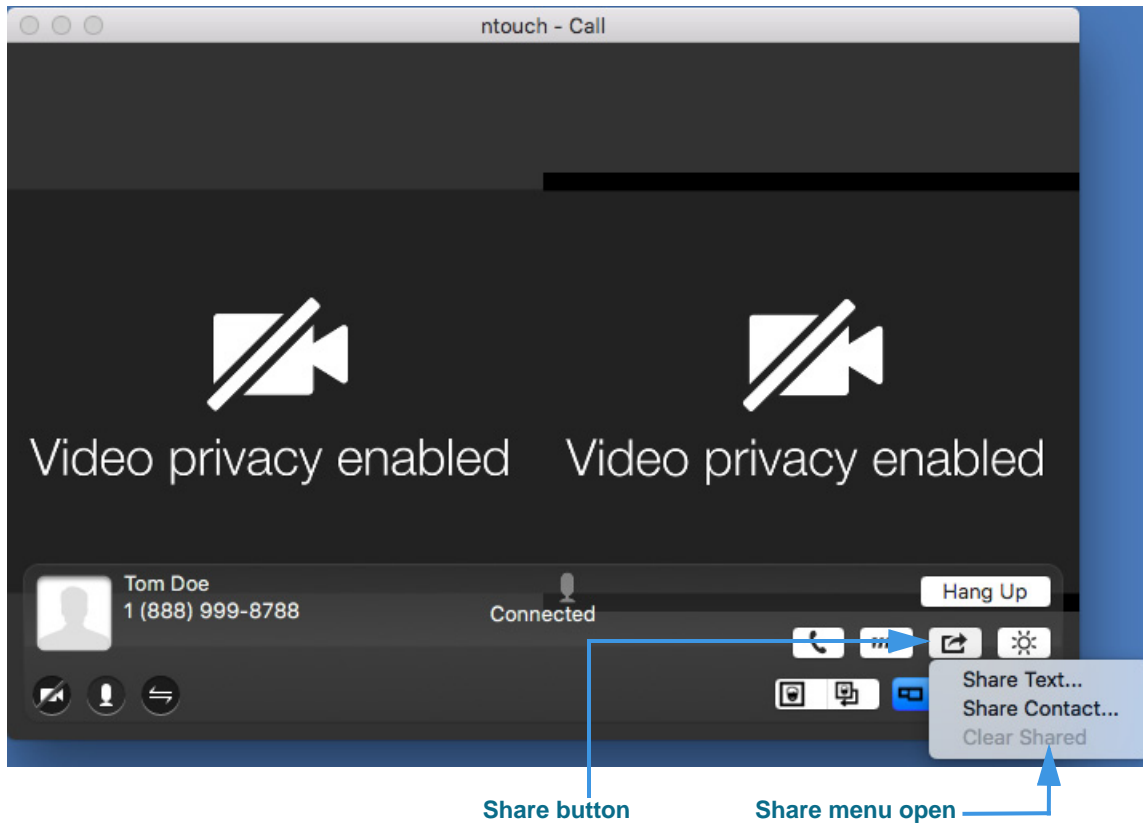 ntouch - Call
Video privacy enabled
Video privacy enabled
Tom Doe
1 (888) 999-8788
Connected
Hang Up
Share Text...
Share Contact...
Clear Shared
Share button
Share menu open